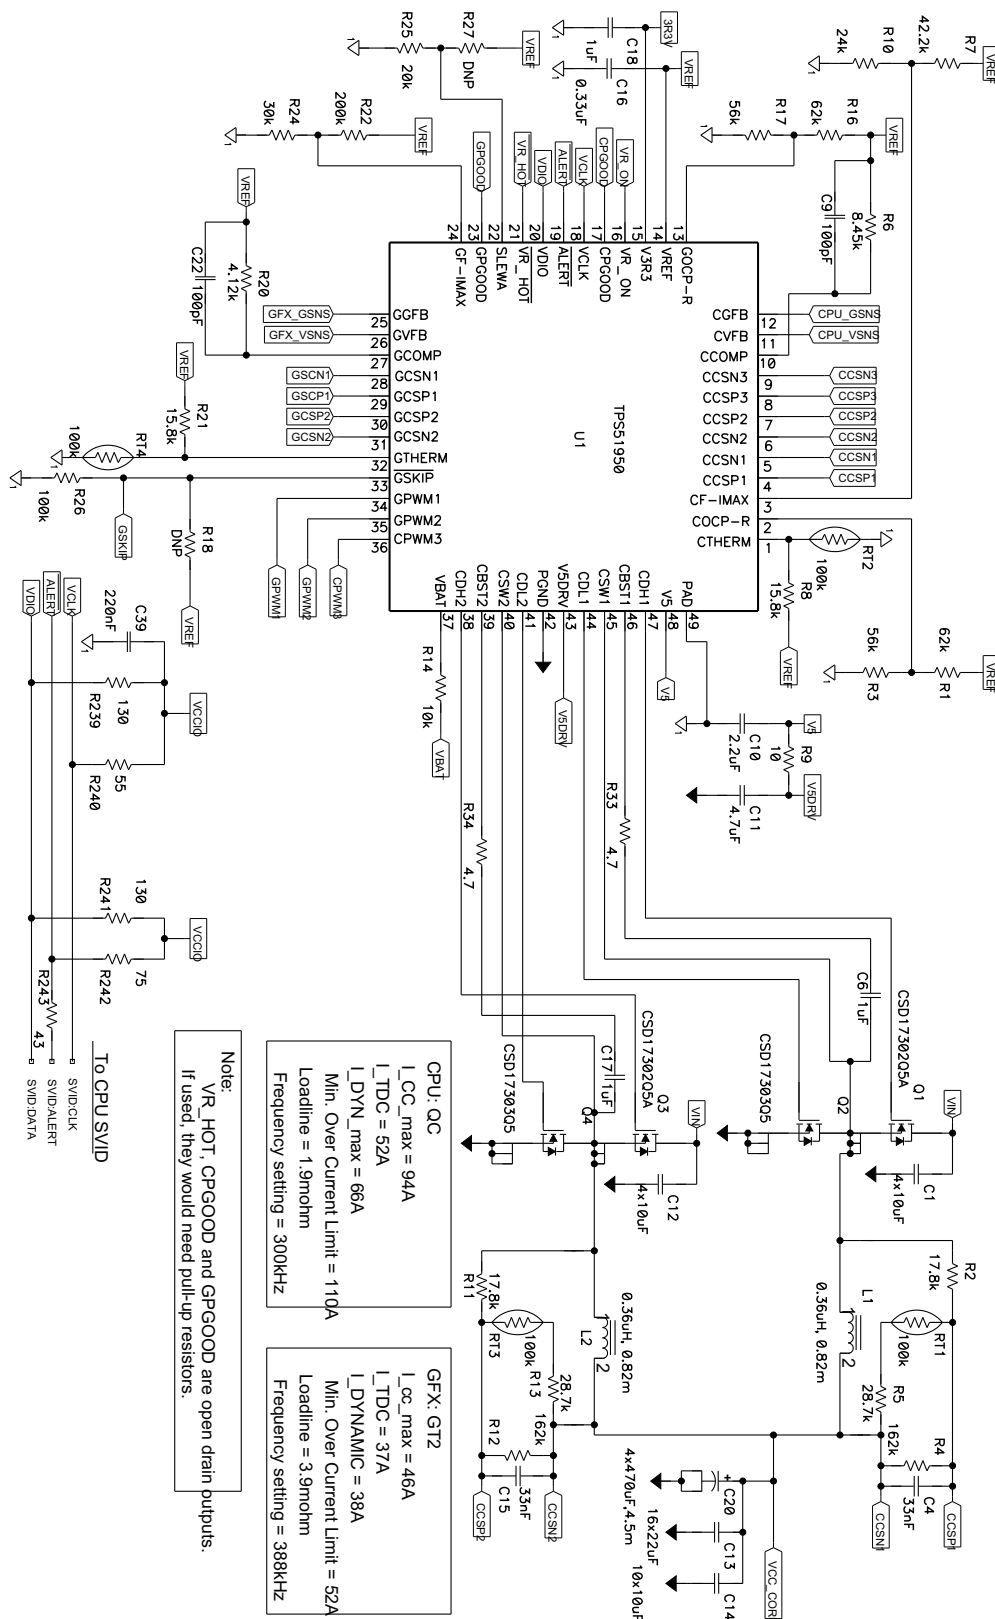 R25
20k
R27
DNP
VREF
R24
30k
R22
200k
VREF
C18
1uF
3R3V
C16
0.33uF
VREF
R10
24k
R7
42.2k
VREF
R17
56k
R16
62k
VREF
C9
100pF
R6
8.45k
GPGOOD
VR_HOT
VDIO
ALERT
VCLK
CPGOOD
VR_ON
24
23
22
21
20
19
18
17
16
15
14
13
GF-IMAX
GPGOOD
SLEWA
VR_HOT
VDIO
ALERT
VCLK
CPGOOD
VR_ON
V3R3
VREF
GOCP-R
VREF
C22
100pF
R20
4.12k
GFX_GSNS
GFX_VSNS
GSCN1
GSCP1
GCSP2
GCSN2
25 GGFB
26 GVFB
27 GCOMP
28 GCSN1
29 GCSP1
30 GCSP2
31 GCSN2
32 GTHERM
33 GSKIP
34 GPWM1
35 GPWM2
36 CPWM3
TPS51950
U1
CGFB 12
CVFB 11
CCOMP 10
CCSN3 9
CCSP3 8
CCSP2 7
CCSN2 6
CCSN1 5
CCSP1 4
CF-IMAX 3
COCP-R 2
CTHERM 1
CPU_GSNS
CPU_VSNS
CCSN3
CCSP3
CCSP2
CCSN2
CCSN1
CCSP1
VREF
R21
15.8k
RT4
100k
R26
100k
GSKIP
R18
DNP
VREF
GPWM1
GPWM2
CPWM3
VBAT
CDH2
CBST2
CSW2
CDL2
PGND
V5DRV
CDL1
CSW1
CBST1
CDH1
V5
PAD
37
38
39
40
41
42
43
44
45
46
47
48
49
RT2
100k
R8
15.8k
VREF
R3
56k
R1
62k
VREF
R14
10k
VBAT
V5DRV
V5
C10
2.2uF
V5
R9
10
C11
4.7uF
V5DRV
R34
4.7
R33
4.7
VDIO
ALERT
VCLK
C39
220nF
R239
130
VCCIO
R240
55
R241
130
VCCIO
R242
75
R243
43
SVID:DATA
SVID:ALERT
SVID:CLK
To CPU SVID
C6
1uF
CSD17302Q5A
Q1
VIN
CSD17303Q5
Q2
C1
4x10uF
C17
1uF
CSD17302Q5A
Q3
VIN
CSD17303Q5
Q4
C12
4x10uF
R2
17.8k
L1
2
0.36uH, 0.82m
RT1
100k
R5
28.7k
R4
162k
C4
33nF
CCSN1
CCSP1
R11
17.8k
RT3
100k
L2
2
0.36uH, 0.82m
R13
28.7k
R12
162k
C15
33nF
CCSP2
CCSN2
C20
4x470uF,4.5m
C13
16x22uF
C14
10x10uF
VCC_COR
CPU: QC
I_CC_max = 94A
I_TDC = 52A
I_DYN_max = 66A
Min. Over Current Limit = 110A
Loadline = 1.9mohm
Frequency setting = 300kHz
GFX: GT2
I_cc_max = 46A
I_TDC = 37A
I_DYNAMIC = 38A
Min. Over Current Limit = 52A
Loadline = 3.9mohm
Frequency setting = 388kHz
Note:
VR_HOT, CPGOOD and GPGOOD are open drain outputs.
If used, they would need pull-up resistors.